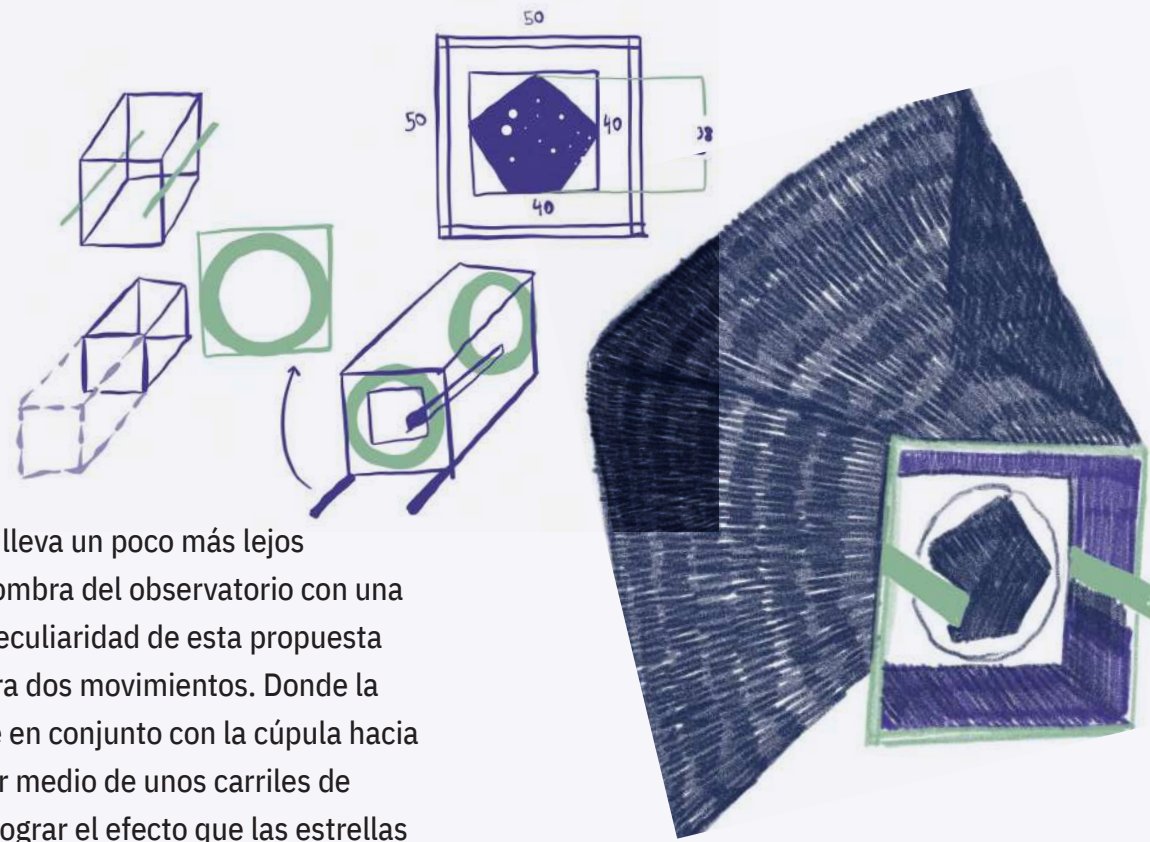 50
50
40
40
lleva un poco más lejos
ombra del observatorio con una
eculiaridad de esta propuesta
ra dos movimientos. Donde la
en conjunto con la cúpula hacia
r medio de unos carriles de
ograr el efecto que las estrellas